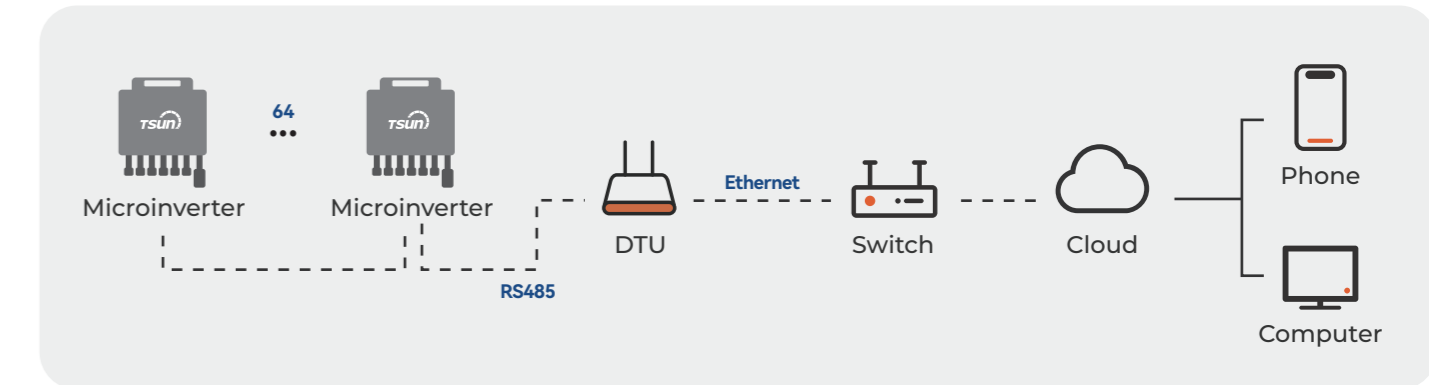 TSUN
64
TSUN
Microinverter
Microinverter
RS485
DTU
Ethernet
Switch
Cloud
Phone
Computer